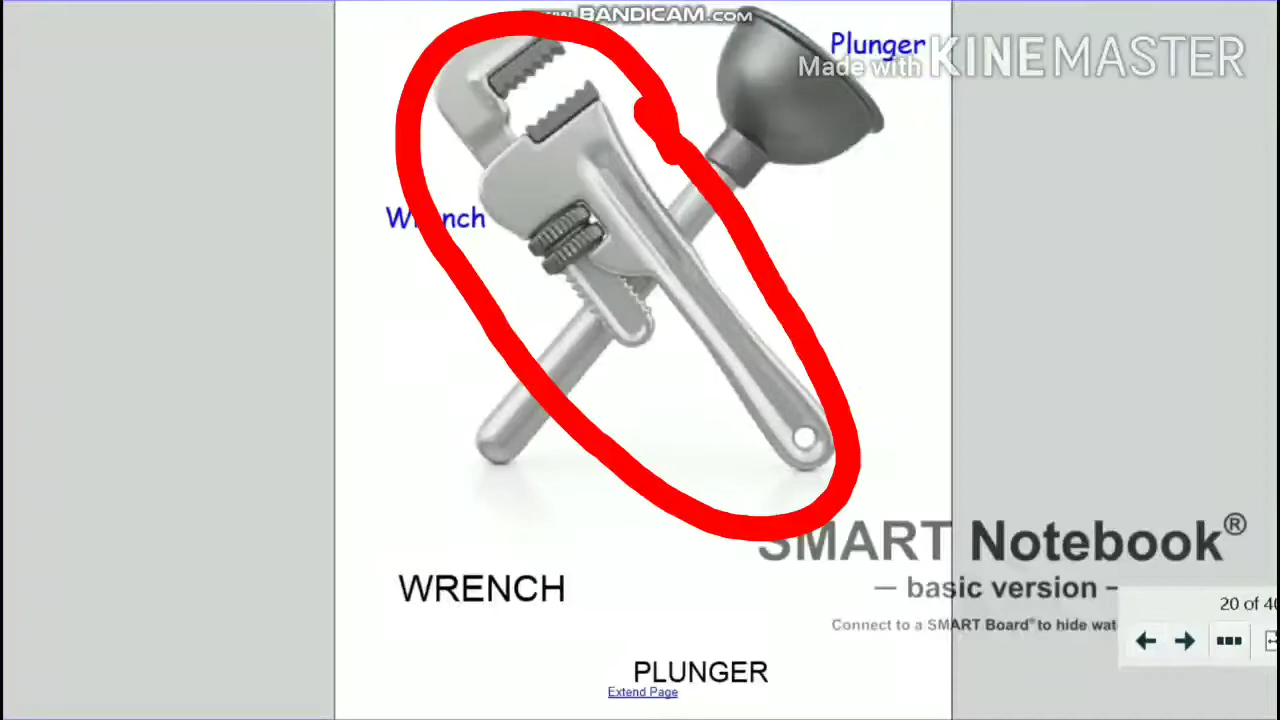 www.BANDICAM.com
Plunger
Made with KINEMASTER
Wrench
SMART Notebook®
— basic version –
WRENCH
Connect to a SMART Board® to hide wat
20 of 40
PLUNGER
Extend Page